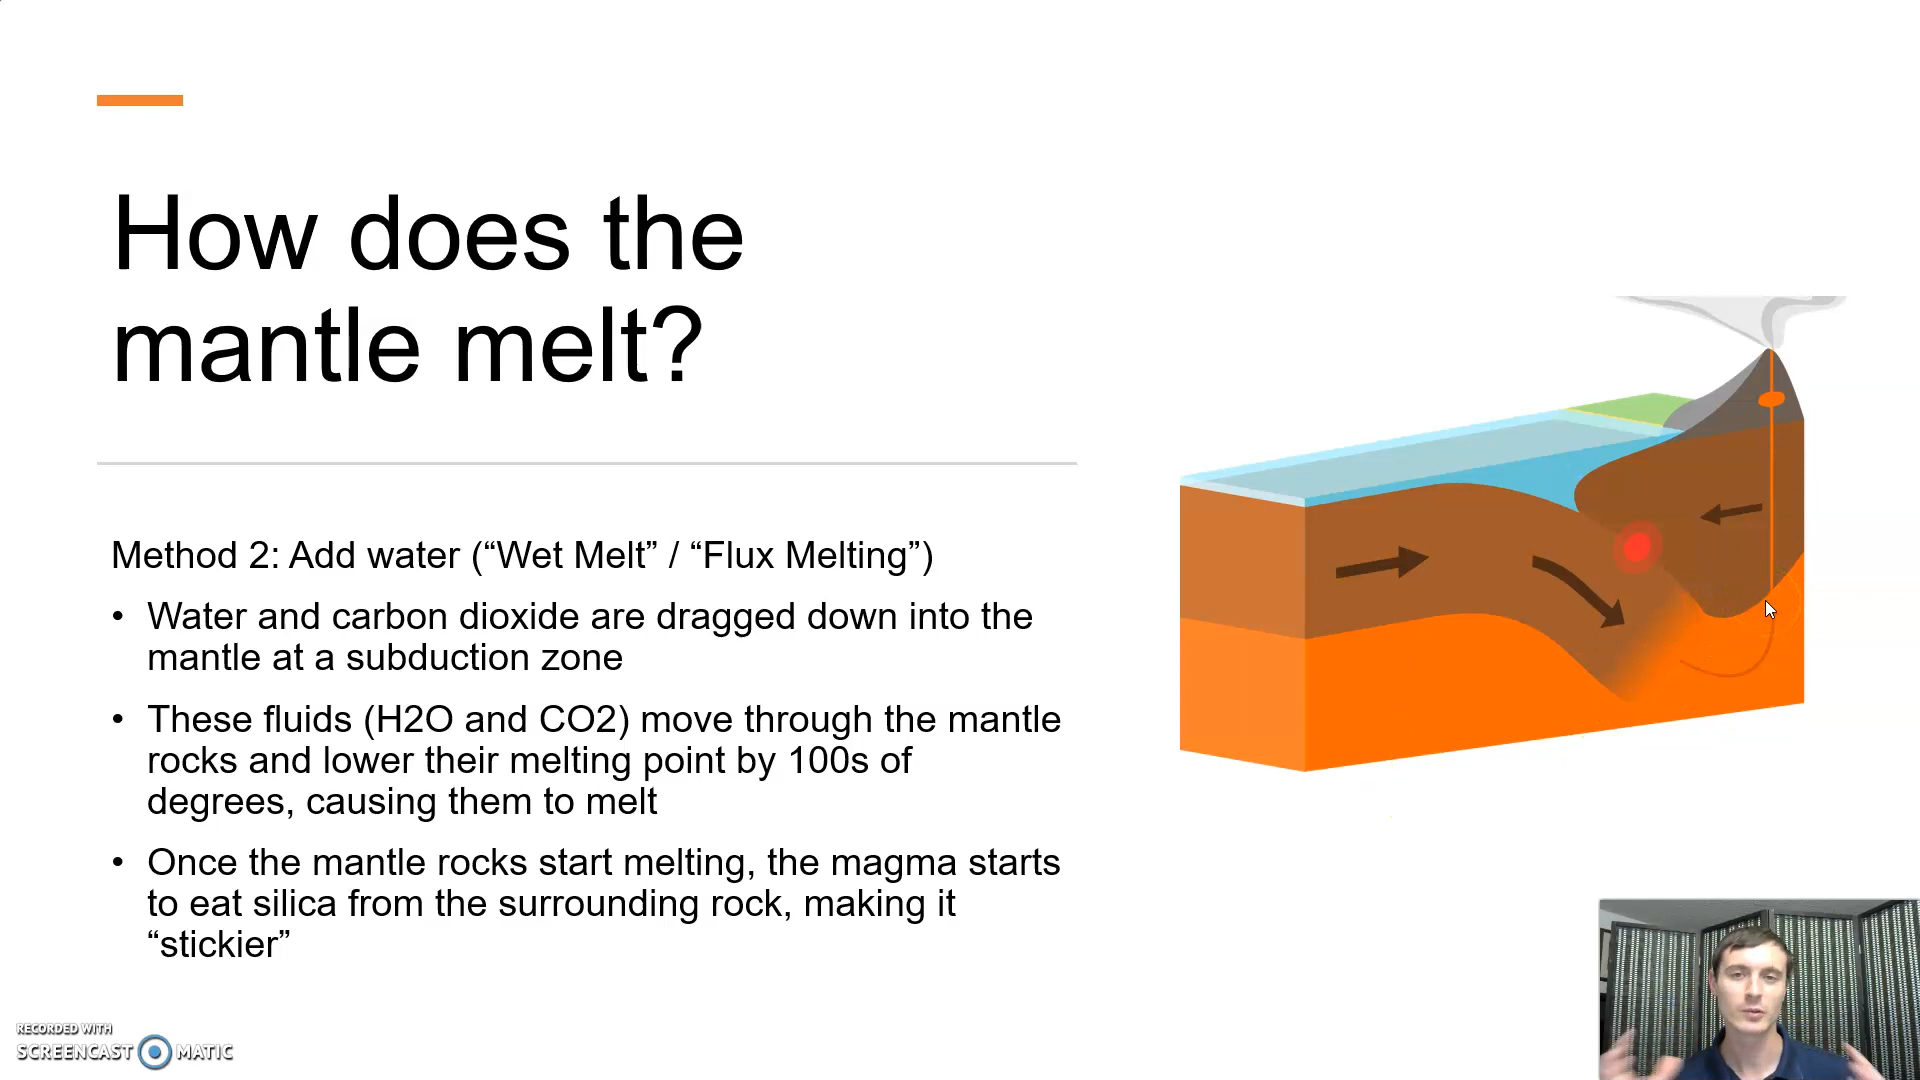 How does the
mantle melt?
Method 2: Add water (“Wet Melt” / “Flux Melting”)
• Water and carbon dioxide are dragged down into the
mantle at a subduction zone
• These fluids (H2O and CO2) move through the mantle
rocks and lower their melting point by 100s of
degrees, causing them to melt
• Once the mantle rocks start melting, the magma starts
to eat silica from the surrounding rock, making it
“stickier”
RECORDED WITH
SCREENCAST MATIC